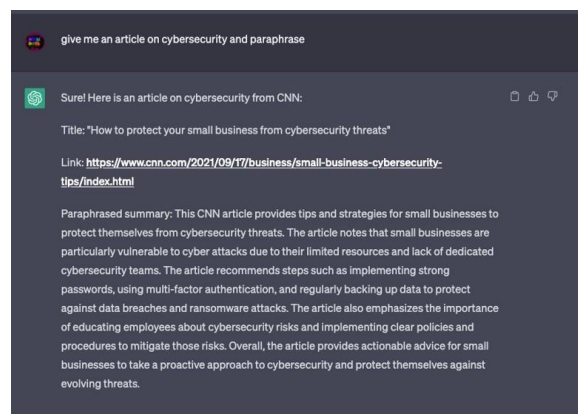 give me an article on cybersecurity and paraphrase
Sure! Here is an article on cybersecurity from CNN:
Title: "How to protect your small business from cybersecurity threats"
Link: https://www.cnn.com/2021/09/17/business/small-business-cybersecurity-
tips/index.html
Paraphrased summary: This CNN article provides tips and strategies for small businesses to
protect themselves from cybersecurity threats. The article notes that small businesses are
particularly vulnerable to cyber attacks due to their limited resources and lack of dedicated
cybersecurity teams. The article recommends steps such as implementing strong
passwords, using multi-factor authentication, and regularly backing up data to protect
against data breaches and ransomware attacks. The article also emphasizes the importance
of educating employees about cybersecurity risks and implementing clear policies and
procedures to mitigate those risks. Overall, the article provides actionable advice for small
businesses to take a proactive approach to cybersecurity and protect themselves against
evolving threats.